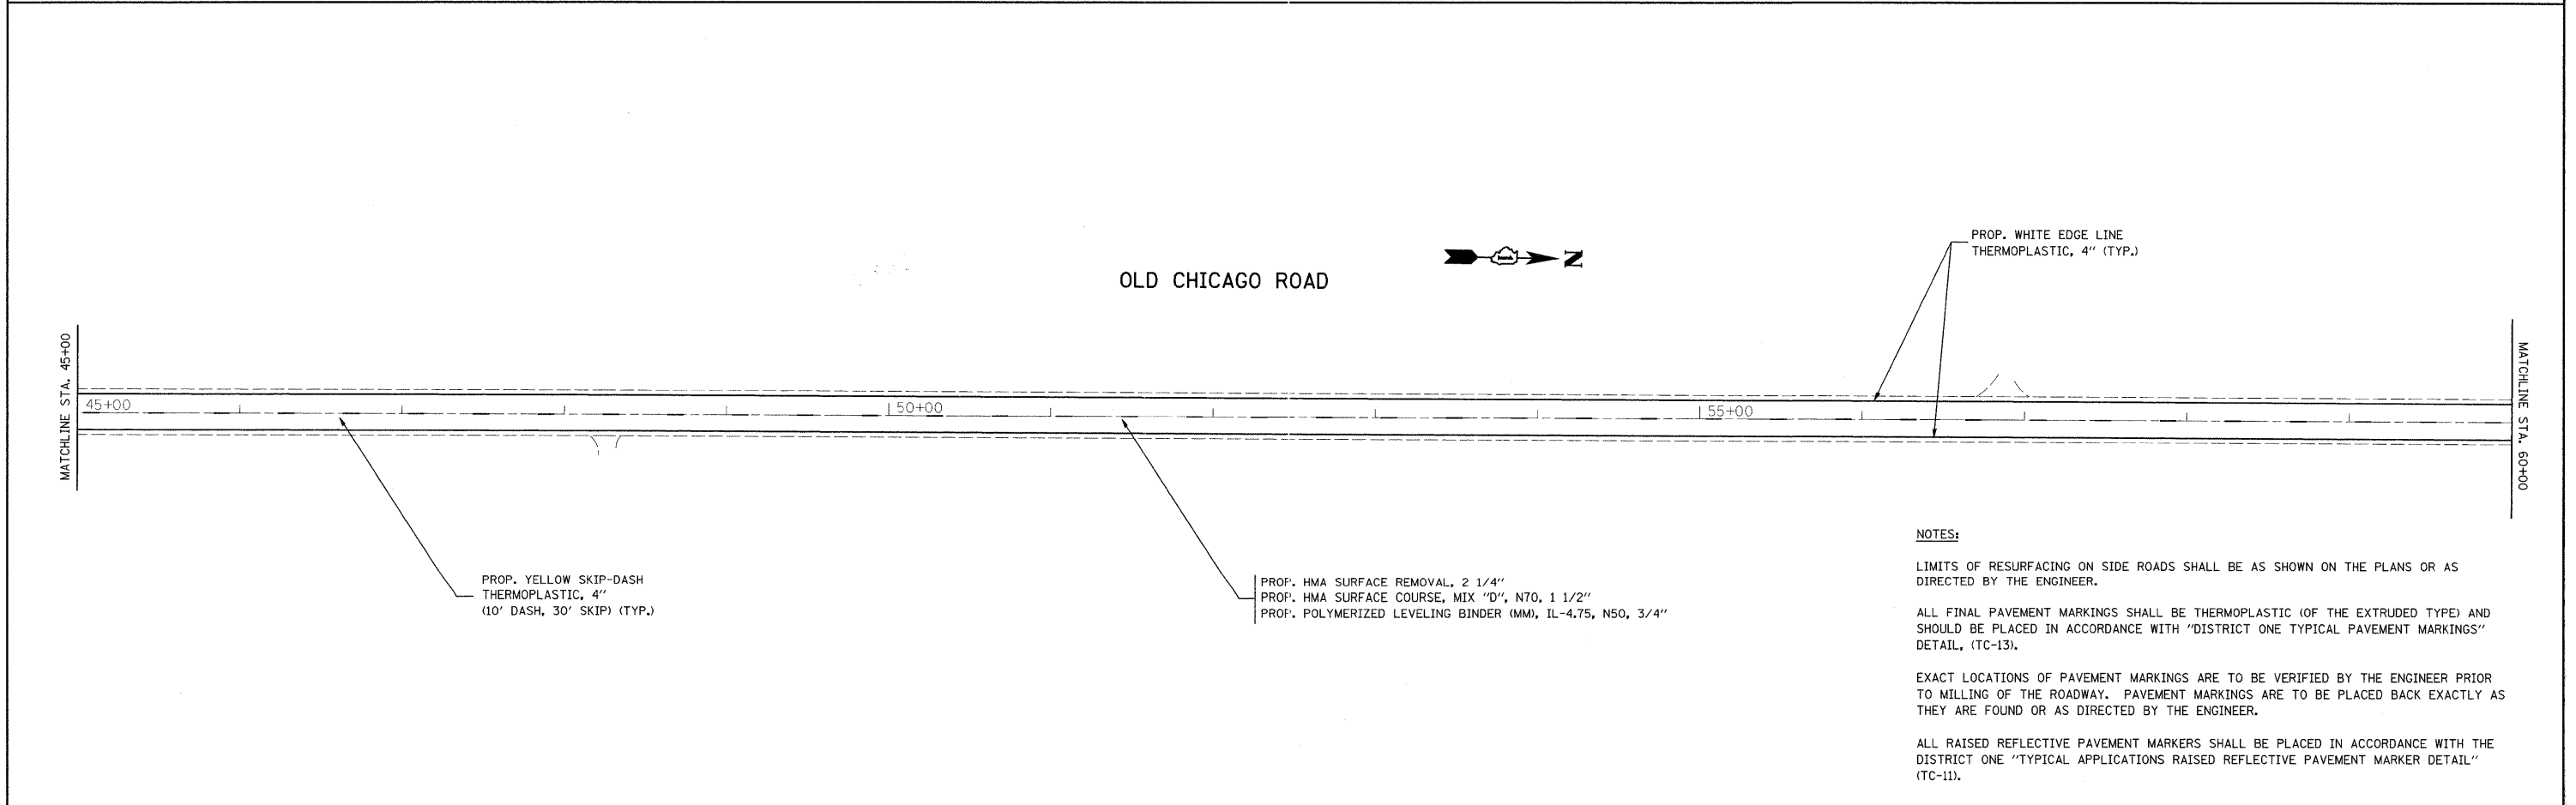 OLD CHICAGO ROAD
N
PROP. WHITE EDGE LINE
THERMOPLASTIC, 4" (TYP.)
MATCHLINE STA. 45+00
45+00
50+00
55+00
MATCHLINE STA. 60+00
PROP. YELLOW SKIP-DASH
THERMOPLASTIC, 4"
(10' DASH, 30' SKIP) (TYP.)
PROP. HMA SURFACE REMOVAL, 2 1/4"
PROP. HMA SURFACE COURSE, MIX "D", N70, 1 1/2"
PROP. POLYMERIZED LEVELING BINDER (MM), IL-4.75, N50, 3/4"
NOTES:
LIMITS OF RESURFACING ON SIDE ROADS SHALL BE AS SHOWN ON THE PLANS OR AS
DIRECTED BY THE ENGINEER.
ALL FINAL PAVEMENT MARKINGS SHALL BE THERMOPLASTIC (OF THE EXTRUDED TYPE) AND
SHOULD BE PLACED IN ACCORDANCE WITH "DISTRICT ONE TYPICAL PAVEMENT MARKINGS"
DETAIL, (TC-13).
EXACT LOCATIONS OF PAVEMENT MARKINGS ARE TO BE VERIFIED BY THE ENGINEER PRIOR
TO MILLING OF THE ROADWAY. PAVEMENT MARKINGS ARE TO BE PLACED BACK EXACTLY AS
THEY ARE FOUND OR AS DIRECTED BY THE ENGINEER.
ALL RAISED REFLECTIVE PAVEMENT MARKERS SHALL BE PLACED IN ACCORDANCE WITH THE
DISTRICT ONE "TYPICAL APPLICATIONS RAISED REFLECTIVE PAVEMENT MARKER DETAIL"
(TC-11).